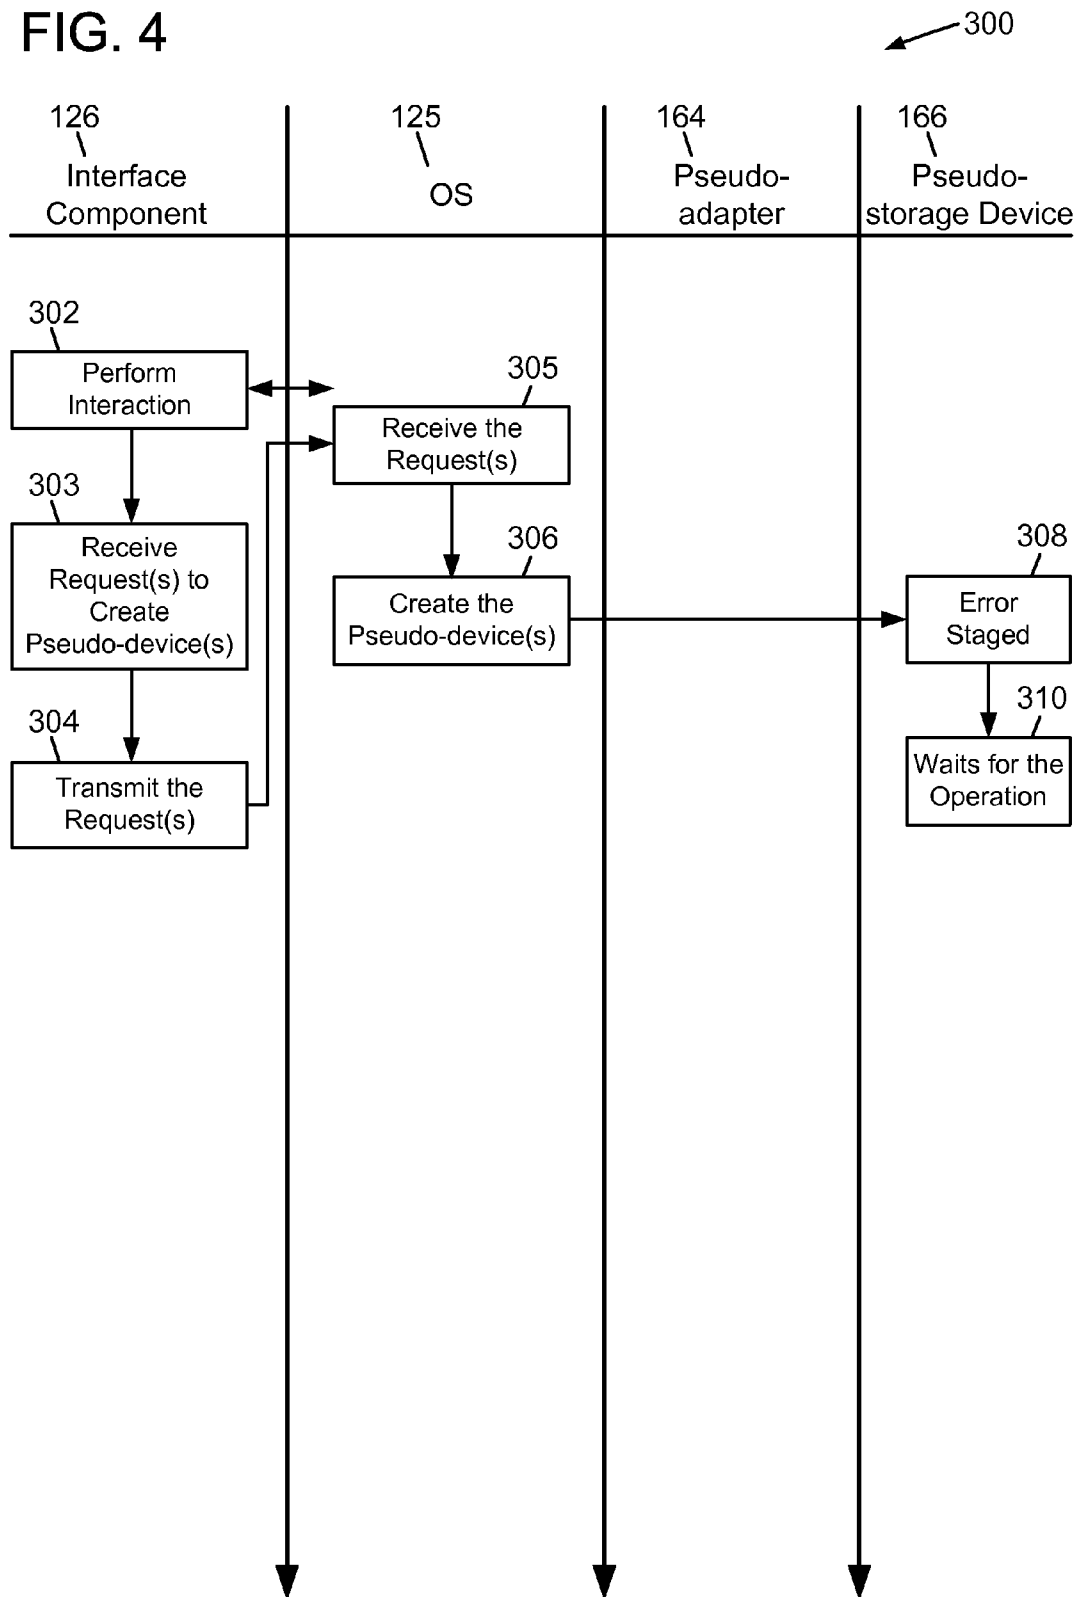 FIG. 4
300
126
125
164
166
Interface
Component
OS
Pseudo-
adapter
Pseudo-
storage Device
302
Perform
Interaction
305
Receive the
Request(s)
303
Receive
Request(s) to
Create
Pseudo-device(s)
306
Create the
Pseudo-device(s)
308
Error
Staged
304
Transmit the
Request(s)
310
Waits for the
Operation